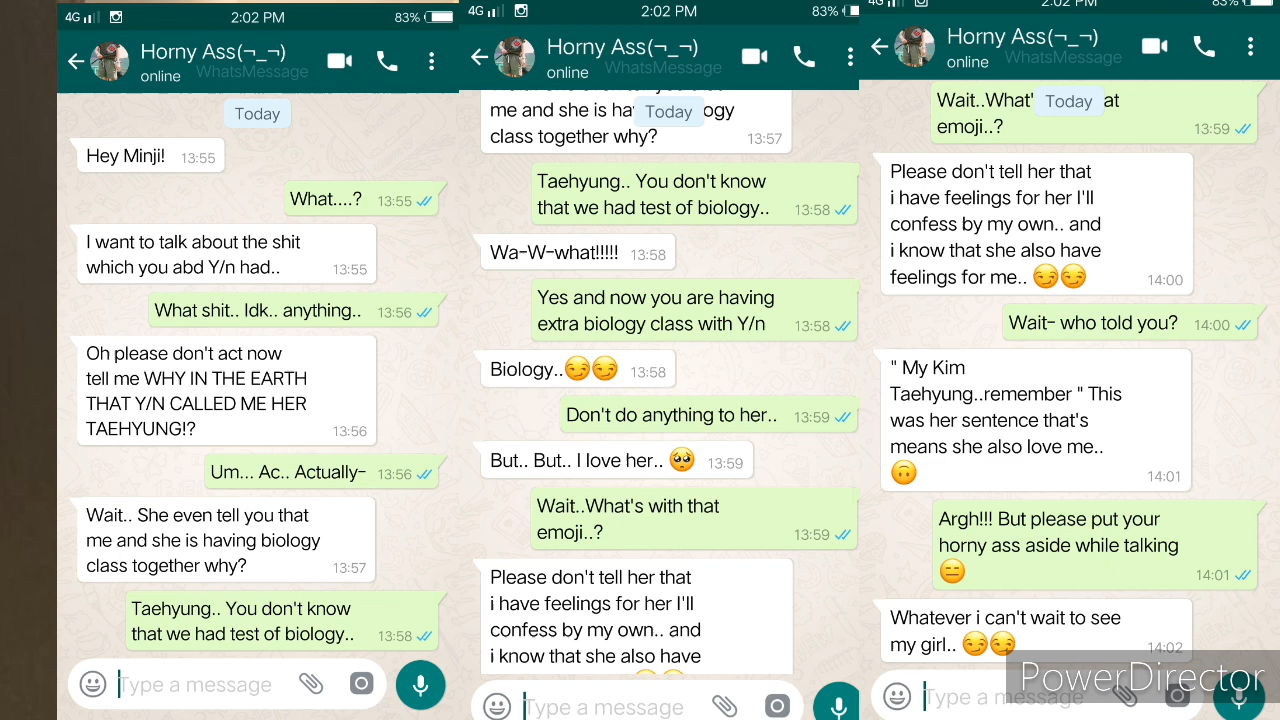 4G 2:02 PM 83%
Horny Ass(¬_¬)
online WhatsMessage
Today
Hey Minji! 13:55
What....? 13:55
I want to talk about the shit
which you abd Y/n had.. 13:55
What shit.. Idk.. anything.. 13:56
Oh please don't act now
tell me WHY IN THE EARTH
THAT Y/N CALLED ME HER
TAEHYUNG!? 13:56
Um... Ac.. Actually- 13:56
Wait.. She even tell you that
me and she is having biology
class together why? 13:57
Taehyung.. You don't know
that we had test of biology.. 13:58
Type a message
4G 2:02 PM 83%
Horny Ass(¬_¬)
online WhatsMessage
Today
me and she is ha ogy
class together why? 13:57
Taehyung.. You don't know
that we had test of biology.. 13:58
Wa-W-what!!!!! 13:58
Yes and now you are having
extra biology class with Y/n 13:58
Biology..😏😏 13:58
Don't do anything to her.. 13:59
But.. But.. I love her.. 🥺 13:59
Wait..What's with that
emoji..? 13:59
Please don't tell her that
i have feelings for her I'll
confess by my own.. and
i know that she also have
Type a message
4G 2:02 PM 83%
Horny Ass(¬_¬)
online WhatsMessage
Wait..What' Today at
emoji..? 13:59
Please don't tell her that
i have feelings for her I'll
confess by my own.. and
i know that she also have
feelings for me.. 😏😏 14:00
Wait- who told you? 14:00
" My Kim
Taehyung..remember " This
was her sentence that's
means she also love me..
🙃 14:01
Argh!!! But please put your
horny ass aside while talking
😑 14:01
Whatever i can't wait to see
my girl.. 😏😏 14:02
Type a message
PowerDirector